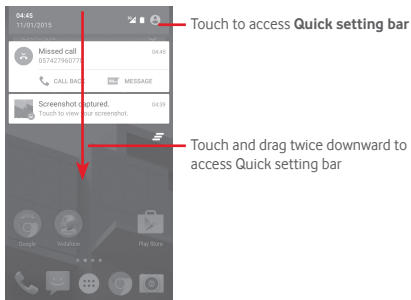 04:45
11/01/2015
Touch to access Quick setting bar
Missed call 04:45
057427960770
CALL BACK MESSAGE
Screenshot captured. 04:39
Touch to view your screenshot.
Touch and drag twice downward to
access Quick setting bar
Google Vodafone Play Store